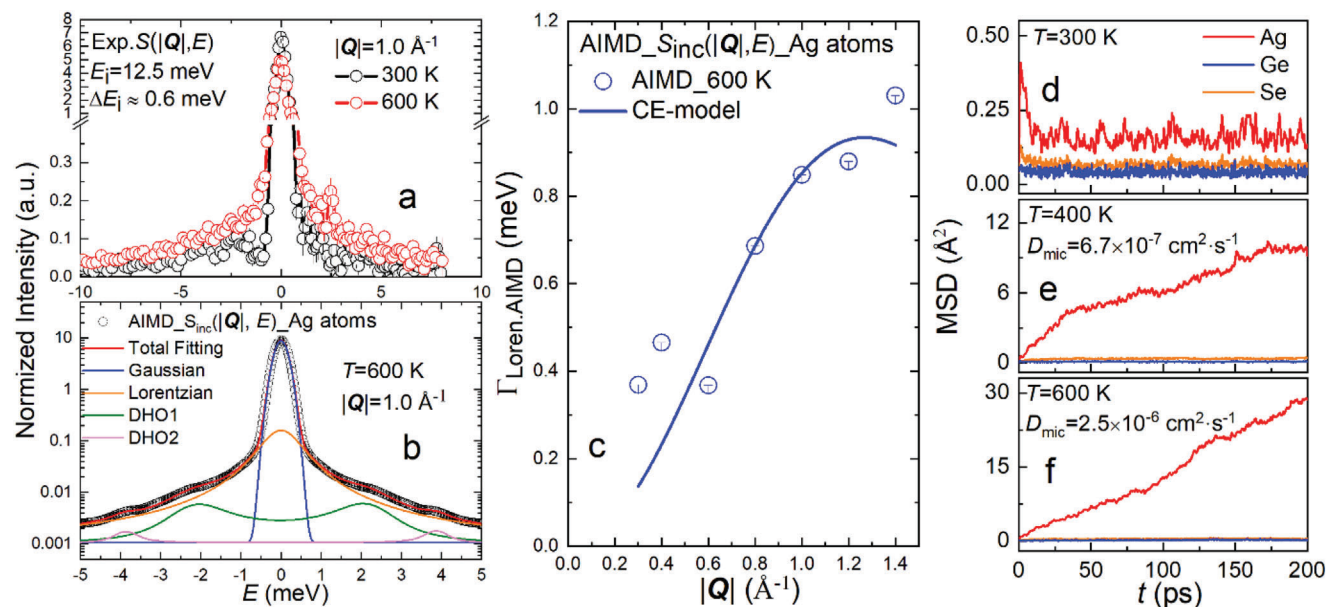 Exp.S(|Q|,E)
Ei=12.5 meV
ΔEi ≈ 0.6 meV
|Q|=1.0 Å-1
300 K
600 K
a
7
6
5
4
3
2
1
0.3
0.2
0.1
0.0
-10 -5 0 5 10
Normized Intensity (a.u.)
AIMD_Sinc(|Q|, E)_Ag atoms
Total Fitting
Gaussian
Lorentzian
DHO1
DHO2
T=600 K
|Q|=1.0 Å-1
b
10
1
0.1
0.01
0.001
-5 -4 -3 -2 -1 0 1 2 3 4 5
E (meV)
AIMD_Sinc(|Q|,E)_Ag atoms
AIMD_600 K
CE-model
c
1.2
1.0
0.8
0.6
0.4
0.2
0.0
ΓLoren.AIMD (meV)
0.0 0.2 0.4 0.6 0.8 1.0 1.2 1.4
|Q| (Å-1)
T=300 K
Ag
Ge
Se
d
0.50
0.25
0.00
T=400 K
Dmic=6.7×10-7 cm2·s-1
e
12
6
0
MSD (Å2)
T=600 K
Dmic=2.5×10-6 cm2·s-1
f
30
15
0
0 50 100 150 200
t (ps)